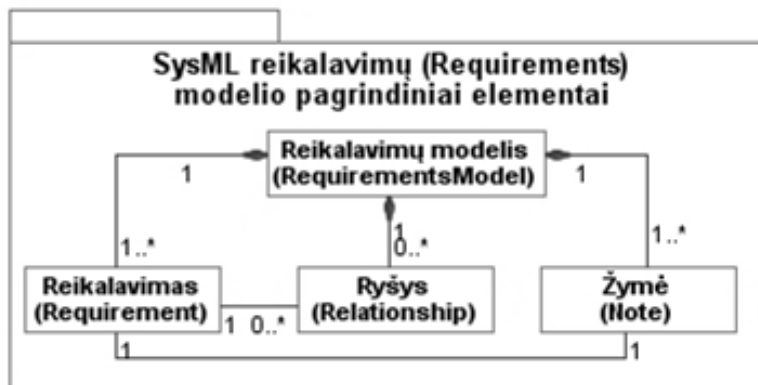 SysML reikalavimų (Requirements)
modelio pagrindiniai elementai
Reikalavimų modelis
(RequirementsModel)
1
1
1
0..*
1..*
1..*
Reikalavimas
(Requirement)
Ryšys
(Relationship)
Žymė
(Note)
1 0..*
1
1